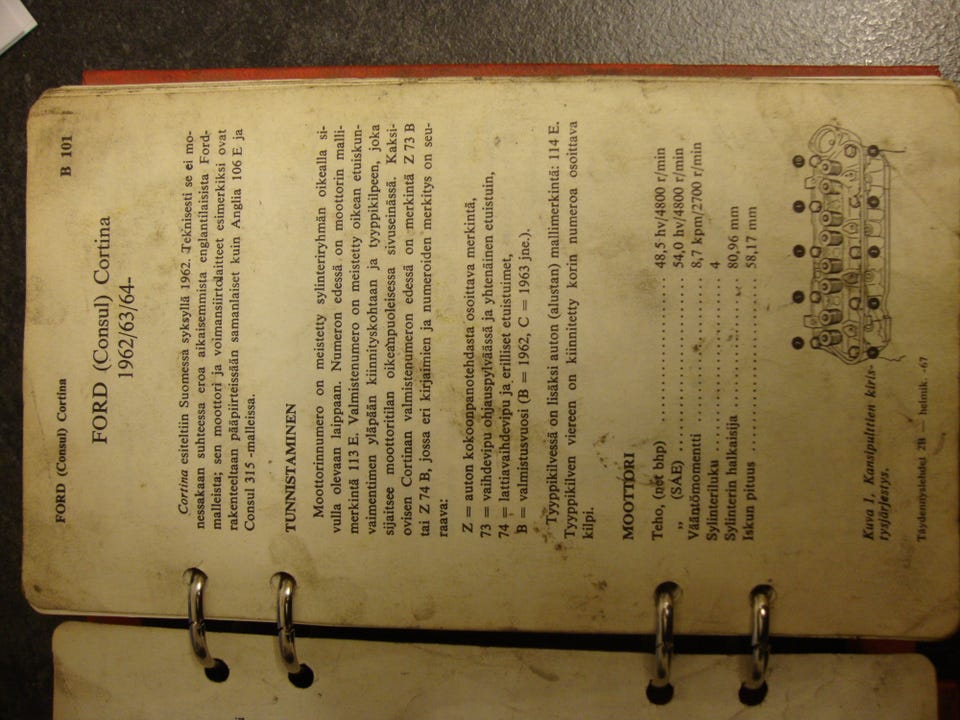 FORD (Consul) Cortina
B 101
FORD (Consul) Cortina
1962/63/64-
Cortina esiteltiin Suomessa syksyllä 1962. Teknisesti se ei mo-
nessakaan suhteessa eroa aikaisemmista englantilaisista Ford-
malleista; sen moottori ja voimansiirtolaitteet esimerkiksi ovat
rakenteeltaan pääpiirteissään samanlaiset kuin Anglia 106 E ja
Consul 315 -malleissa.
TUNNISTAMINEN
Moottorinnumero on meistetty sylinteriryhmän oikealla si-
vulla olevaan laippaan. Numeron edessä on moottorin malli-
merkintä 113 E. Valmistenumero on meistetty oikean etuiskun-
vaimentimen yläpään kiinnityskohtaan ja tyyppikilpeen, joka
sijaitsee moottoritilan oikeanpuoleisessa sivuseinässä. Kaksi-
ovisen Cortinan valmistenumeron edessä on merkintä Z 73 B
tai Z 74 B, jossa eri kirjaimien ja numeroiden merkitys on seu-
raava:
Z = auton kokoonpanotehdasta osoittava merkintä,
73 = vaihdevipu ohjauspylväässä ja yhtenäinen etuistuin,
74 = lattiavaihdevipu ja erilliset etuistuimet,
B = valmistusvuosi (B = 1962, C = 1963 jne.).
Tyyppikilvessä on lisäksi auton (alustan) mallimerkintä: 114 E.
Tyyppikilven viereen on kiinnitetty korin numeroa osoittava
kilpi.
MOOTTORI
Teho, (net bhp) .................... 48,5 hv/4800 r/min
„ (SAE) .................... 54,0 hv/4800 r/min
Vääntömomentti .................... 8,7 kpm/2700 r/min
Sylinteriluku .................... 4
Sylinterin halkaisija .................... 80,96 mm
Iskun pituus .................... 58,17 mm
Kuva 1. Kansipulttien kiris-
tysjärjestys.
Täydennyslehdet 2B — helmik. -67